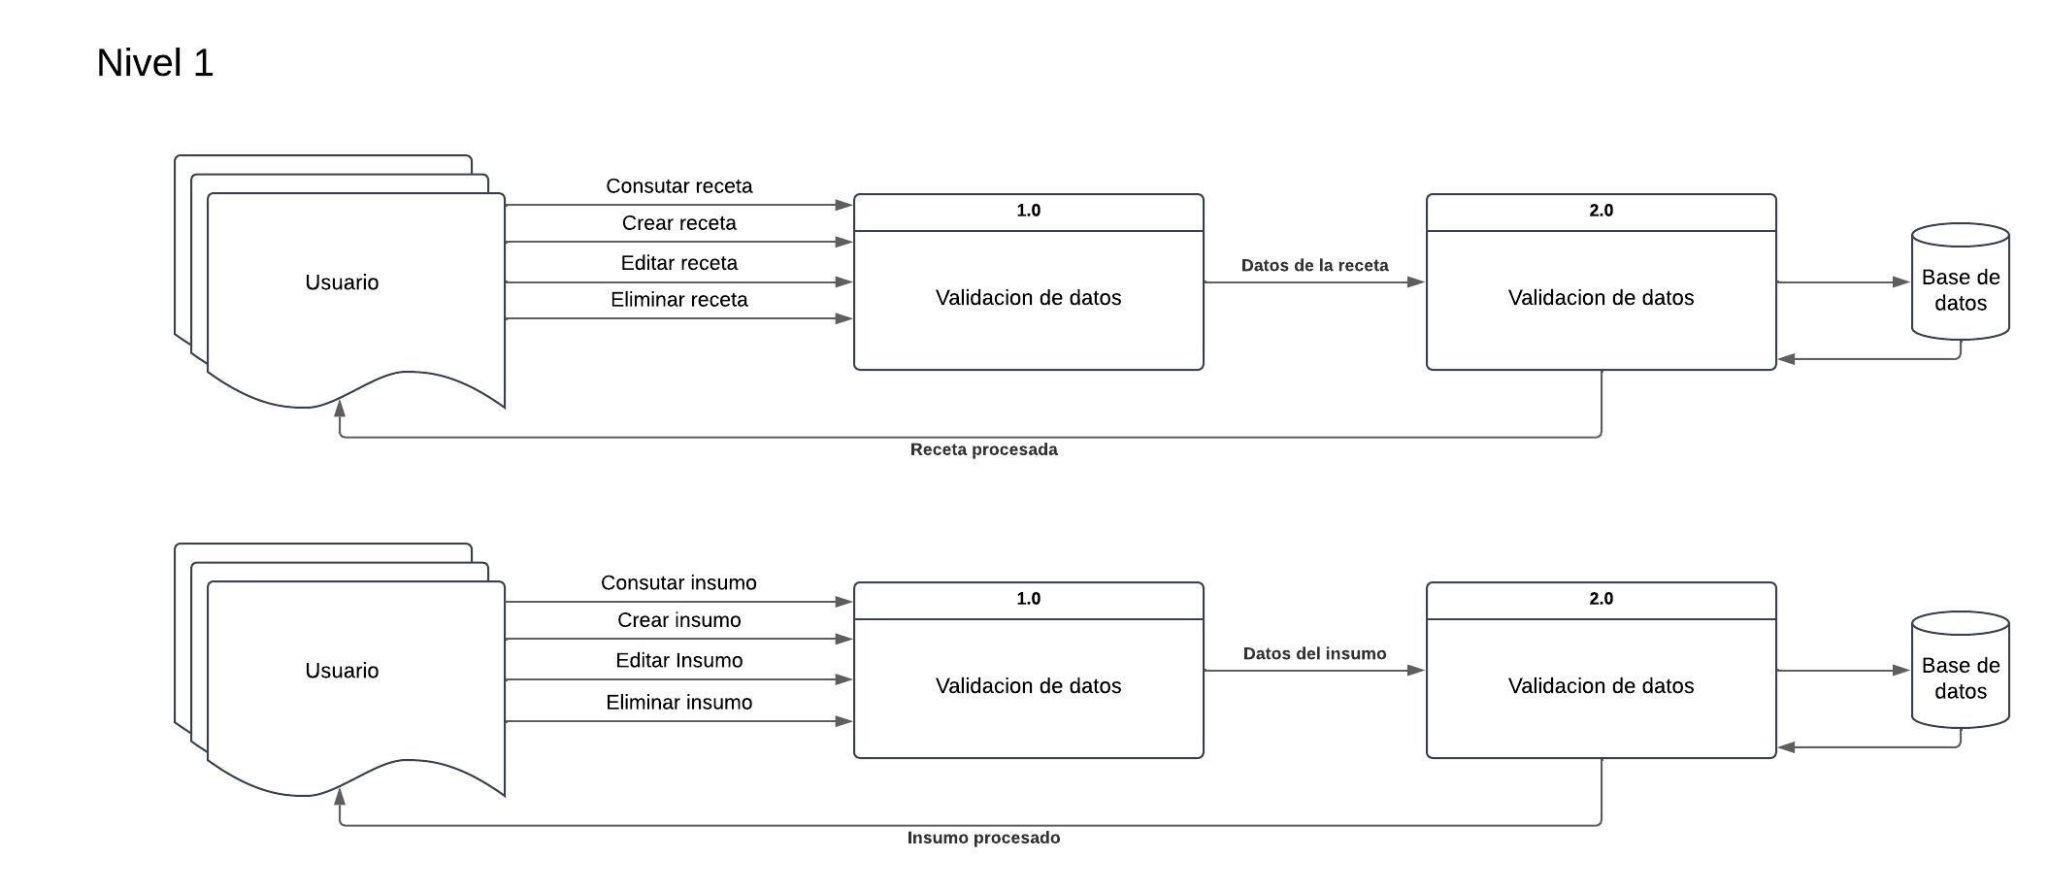 Nivel 1
Consutar receta
Crear receta
Editar receta
Eliminar receta
Usuario
1.0
Validacion de datos
Datos de la receta
2.0
Validacion de datos
Base de
datos
Receta procesada
Consutar insumo
Crear insumo
Editar Insumo
Eliminar insumo
Usuario
1.0
Validacion de datos
Datos del insumo
2.0
Validacion de datos
Base de
datos
Insumo procesado